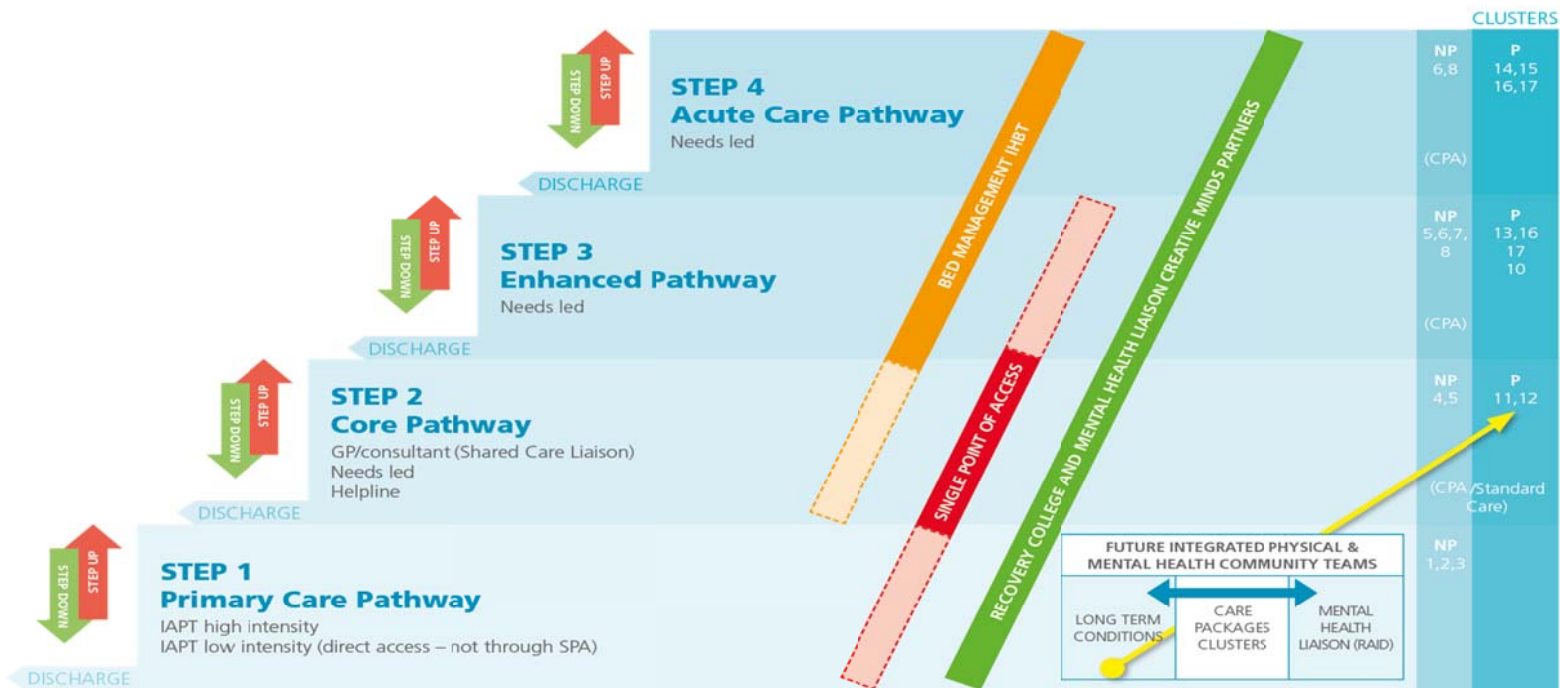 CLUSTERS
STEP DOWN
STEP UP
STEP 4
Acute Care Pathway
Needs led
DISCHARGE
NP
6,8
(CPA)
P
14,15
16,17
STEP DOWN
STEP UP
STEP 3
Enhanced Pathway
Needs led
DISCHARGE
NP
5,6,7,
8
(CPA)
P
13,16
17
10
STEP DOWN
STEP UP
STEP 2
Core Pathway
GP/consultant (Shared Care Liaison)
Needs led
Helpline
DISCHARGE
NP
4,5
P
11,12
(CPA/Standard
Care)
STEP DOWN
STEP UP
STEP 1
Primary Care Pathway
IAPT high intensity
IAPT low intensity (direct access – not through SPA)
DISCHARGE
NP
1,2,3
BED MANAGEMENT IHBT
SINGLE POINT OF ACCESS
RECOVERY COLLEGE AND MENTAL HEALTH LIAISON CREATIVE MINDS PARTNERS
FUTURE INTEGRATED PHYSICAL &
MENTAL HEALTH COMMUNITY TEAMS
LONG TERM
CONDITIONS
CARE
PACKAGES
CLUSTERS
MENTAL
HEALTH
LIAISON (RAID)